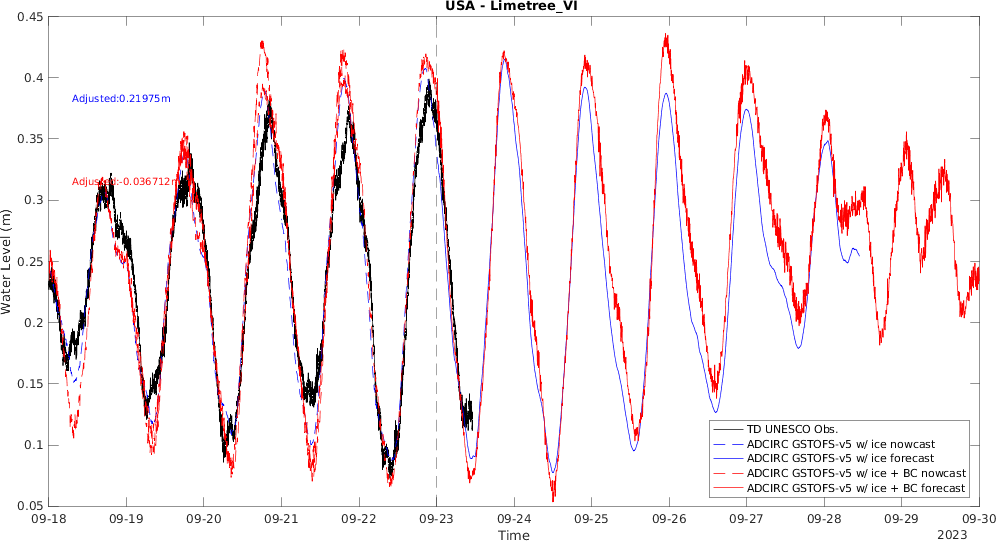 USA - Limetree_VI
0.45
0.4
0.35
0.3
0.25
0.2
0.15
0.1
0.05
Water Level (m)
Adjusted:0.21975m
Adjusted:-0.036712m
TD UNESCO Obs.
ADCIRC GSTOFS-v5 w/ ice nowcast
ADCIRC GSTOFS-v5 w/ ice forecast
ADCIRC GSTOFS-v5 w/ ice + BC nowcast
ADCIRC GSTOFS-v5 w/ ice + BC forecast
09-18 09-19 09-20 09-21 09-22 09-23 09-24 09-25 09-26 09-27 09-28 09-29 09-30
Time
2023